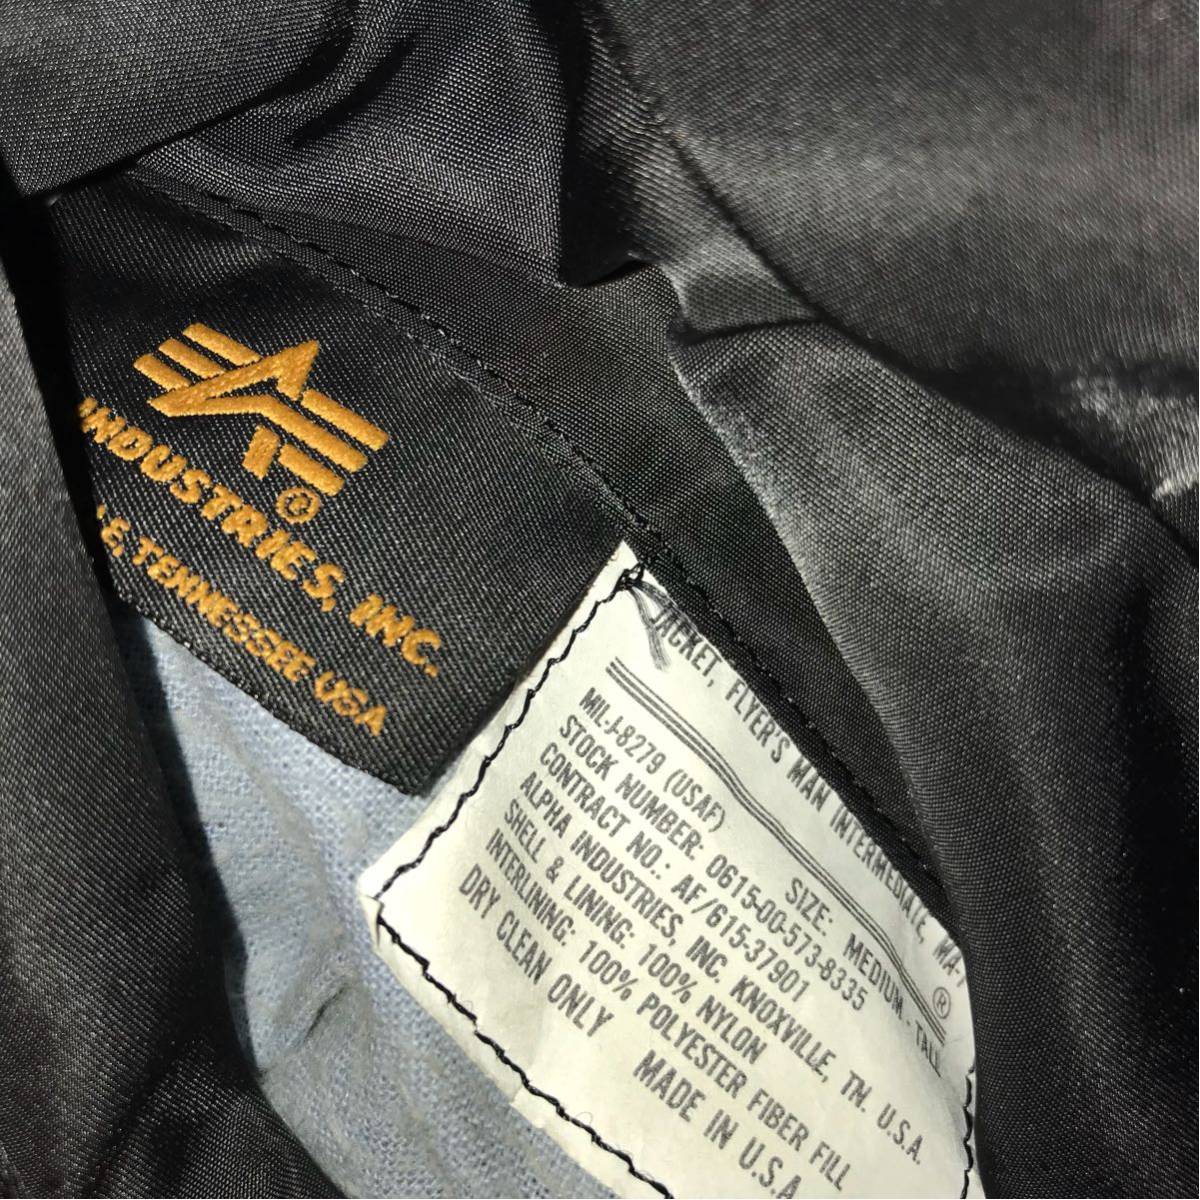 INDUSTRIES, INC.
E, TENNESSEE USA
®
JACKET, FLYER'S MAN INTERMEDIATE, MA-1
®
MIL-J-8279 (USAF) SIZE: MEDIUM - TALL
STOCK NUMBER: 0615-00-573-8335
CONTRACT NO.: AF/615-37901
ALPHA INDUSTRIES, INC. KNOXVILLE, TN. U.S.A.
SHELL & LINING: 100% NYLON
INTERLINING: 100% POLYESTER FIBER FILL
DRY CLEAN ONLY MADE IN U.S.A.